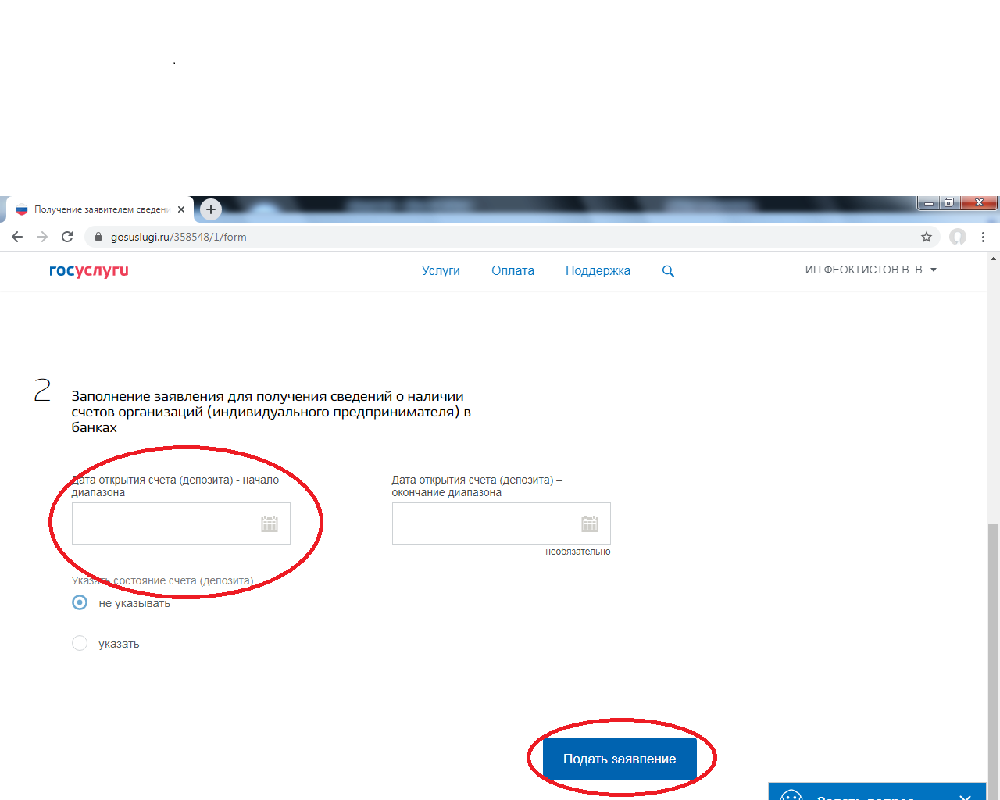 .
Получение заявителем сведени
gosuslugi.ru/358548/1/form
госуслуги
Услуги Оплата Поддержка ИП ФЕОКТИСТОВ В. В.
2
Заполнение заявления для получения сведений о наличии
счетов организаций (индивидуального предпринимателя) в
банках
Дата открытия счета (депозита) - начало
диапазона
Дата открытия счета (депозита) –
окончание диапазона
необязательно
Указать состояние счета (депозита)
не указывать
указать
Подать заявление
Задать вопрос